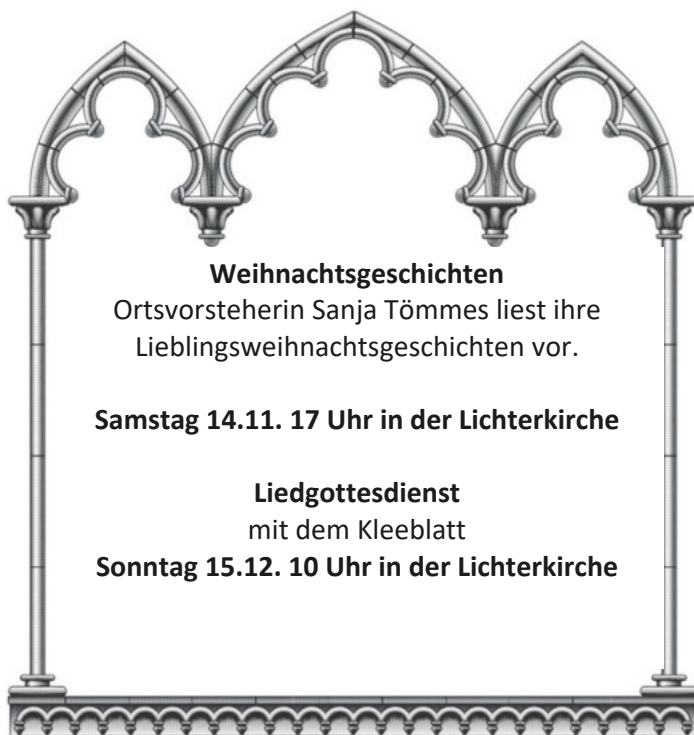 Weihnachtsgeschichten
Ortsvorsteherin Sanja Tömmes liest ihre
Lieblingsweihnachtsgeschichten vor.
Samstag 14.11. 17 Uhr in der Lichterkirche
Liedgottesdienst
mit dem Kleeblatt
Sonntag 15.12. 10 Uhr in der Lichterkirche